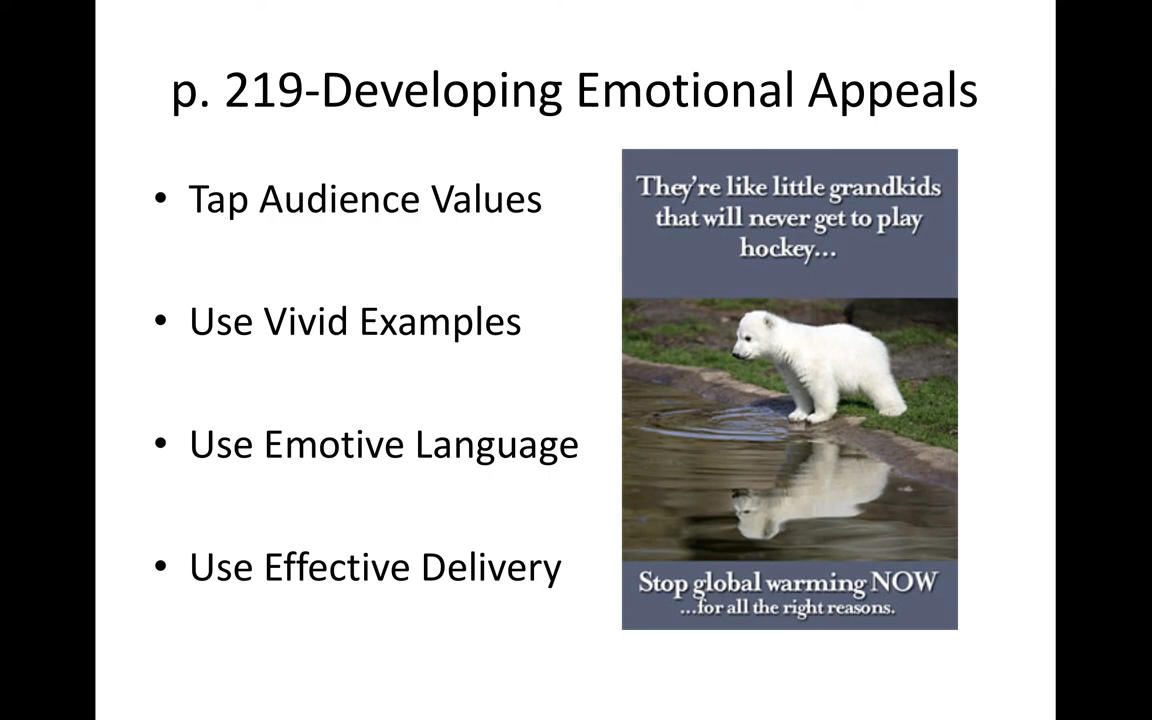 p. 219-Developing Emotional Appeals
• Tap Audience Values
• Use Vivid Examples
• Use Emotive Language
• Use Effective Delivery
They're like little grandkids
that will never get to play
hockey...
Stop global warming NOW
...for all the right reasons.